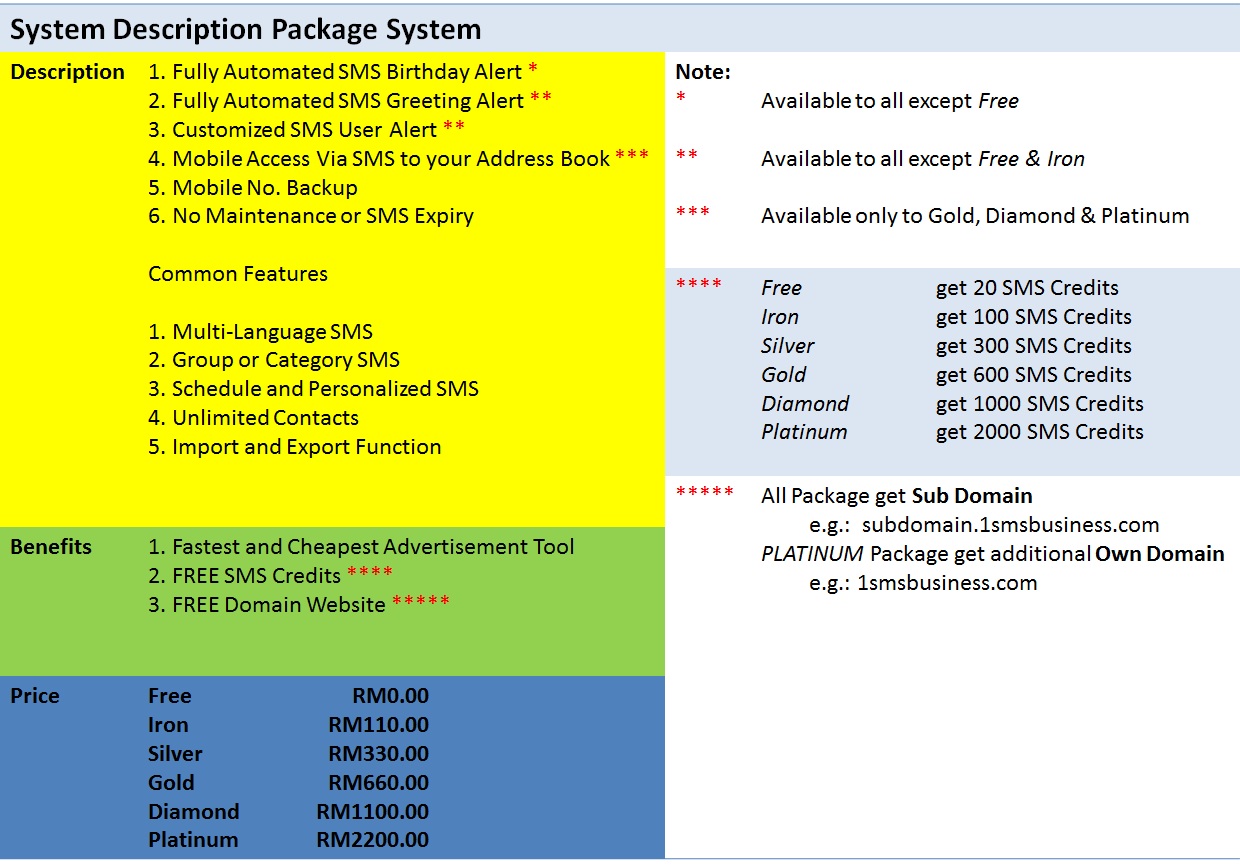 System Description Package System
Description 1. Fully Automated SMS Birthday Alert *
2. Fully Automated SMS Greeting Alert **
3. Customized SMS User Alert **
4. Mobile Access Via SMS to your Address Book ***
5. Mobile No. Backup
6. No Maintenance or SMS Expiry
Common Features
1. Multi-Language SMS
2. Group or Category SMS
3. Schedule and Personalized SMS
4. Unlimited Contacts
5. Import and Export Function
Benefits 1. Fastest and Cheapest Advertisement Tool
2. FREE SMS Credits ****
3. FREE Domain Website *****
Price Free RM0.00
Iron RM110.00
Silver RM330.00
Gold RM660.00
Diamond RM1100.00
Platinum RM2200.00
Note:
* Available to all except Free
** Available to all except Free & Iron
*** Available only to Gold, Diamond & Platinum
**** Free get 20 SMS Credits
Iron get 100 SMS Credits
Silver get 300 SMS Credits
Gold get 600 SMS Credits
Diamond get 1000 SMS Credits
Platinum get 2000 SMS Credits
***** All Package get Sub Domain
e.g.: subdomain.1smsbusiness.com
PLATINUM Package get additional Own Domain
e.g.: 1smsbusiness.com